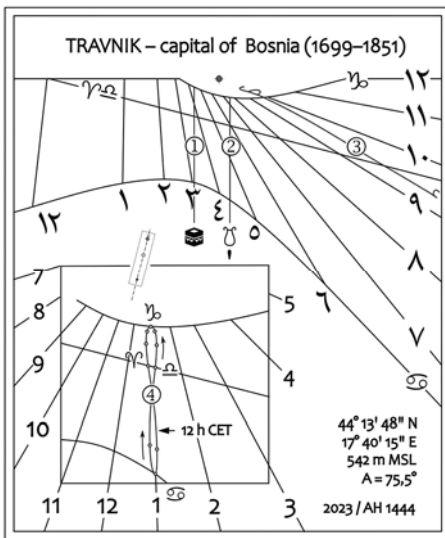 TRAVNIK – capital of Bosnia (1699–1851)
♑ ١٢
♈ ♎
١١
① ② ③
١٠
٩
١٢ ١ ٢ ٣ ٤ ٥
٨
٦
٧
♋
7
8
9
10
♑
5
♈ ♎
4
④
12 h CET
♋
11 12 1 2 3
44° 13' 48" N
17° 40' 15" E
542 m MSL
A = 75,5°
2023 / AH 1444